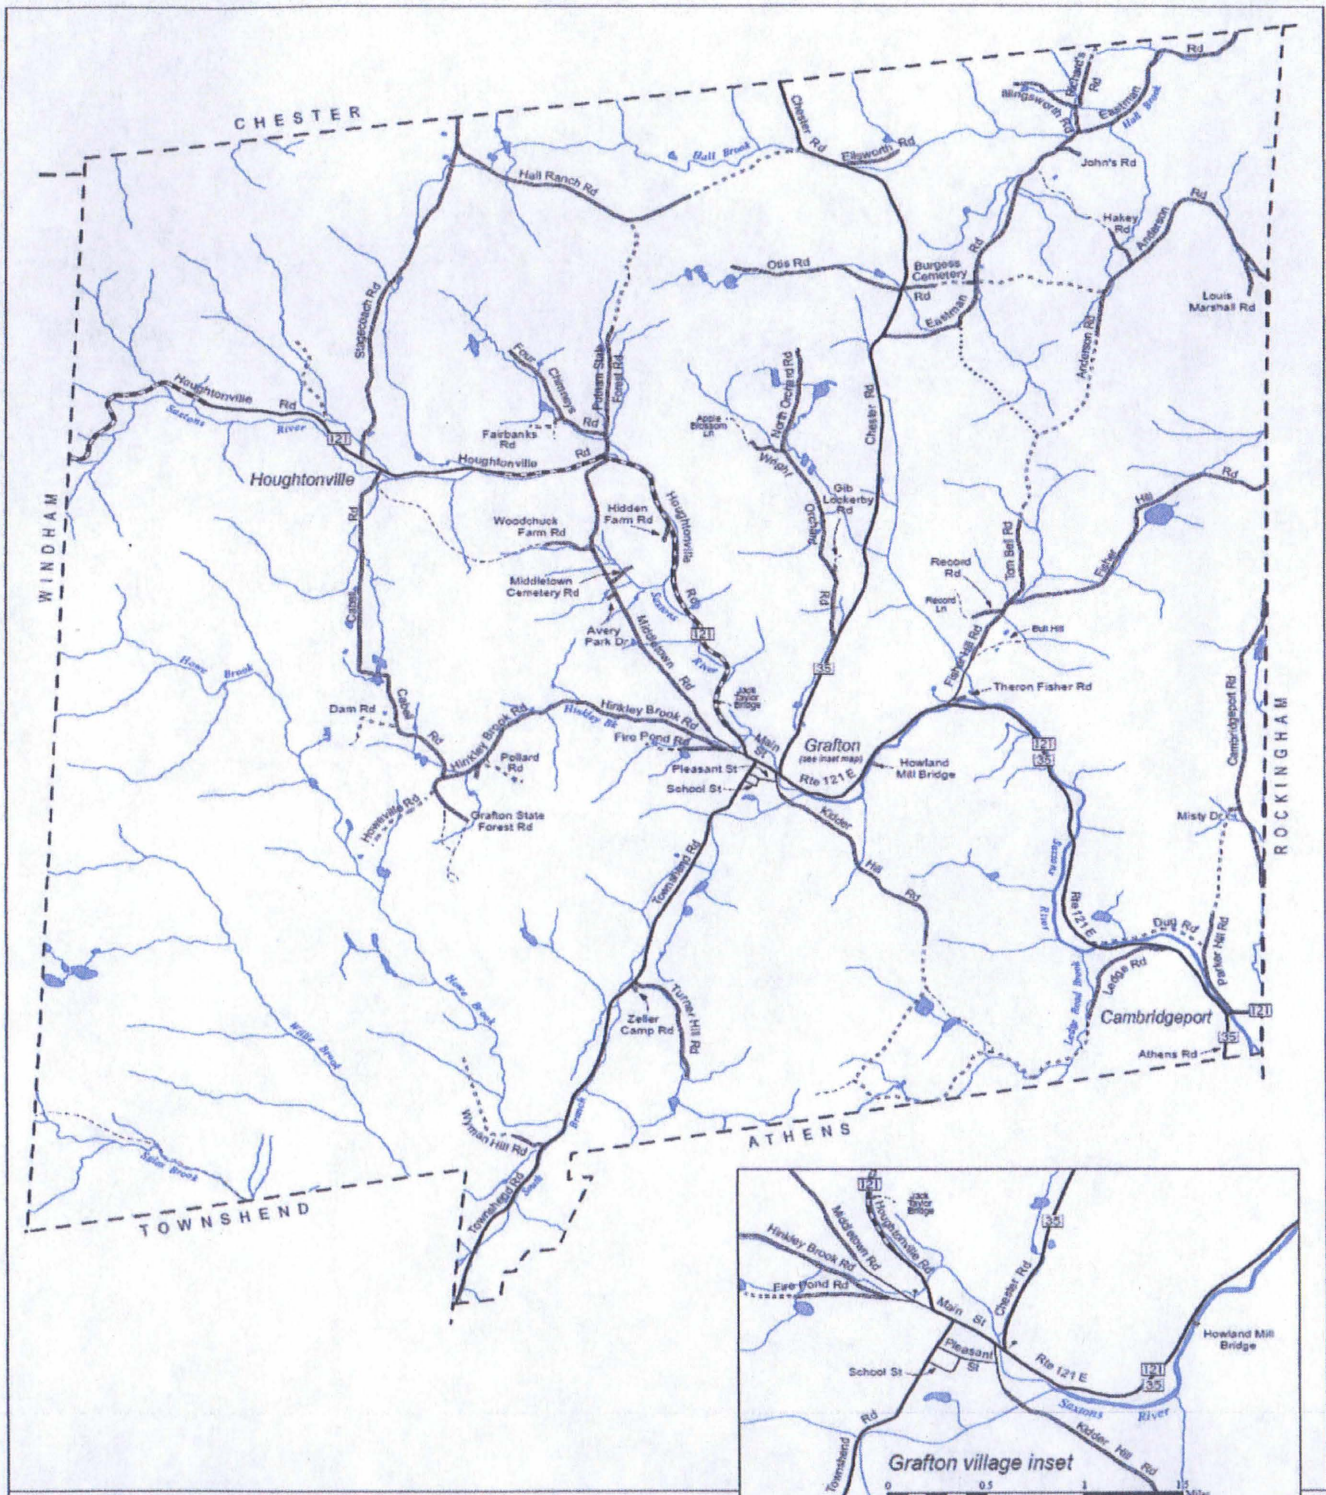 CHESTER
Rd
Richard's
Rd
Illingsworth Rd
Eastman
Hall Brook
Chester
Rd
Ellsworth Rd
Hall Brook
John's Rd
Hall Ranch Rd
Rd
Hakey
Rd
Anderson
Otis Rd
Burgess
Cemetery
Rd
Rd
Eastman
Louis
Marshall Rd
Stagecoach Rd
Four
Chimneys
Rd
Putnam State
Forest Rd
North Orchard Rd
Chester Rd
Anderson Rd
Houghtonville
Rd
Saxtons
River
121
Fairbanks
Rd
Apple
Blossom
Ln
Wright
Houghtonville
Rd
Houghtonville
Gib
Lockerby
Rd
Hill
Rd
WINDHAM
Rd
Woodchuck
Farm Rd
Hidden
Farm Rd
Houghtonville
Rd
Orchard
Rd
Tom Bell Rd
Fisher
Record
Rd
Record
Ln
Middletown
Cemetery Rd
Saxtons
River
Bull Hill
Avery
Park Dr
Middletown
Rd
121
35
Fisher Hill Rd
Howe Brook
Theron Fisher Rd
Cambridgeport Rd
ROCKINGHAM
Jack
Taylor
Bridge
Dam Rd
Cabell
Rd
Hinkley Brook Rd
Hinkley Bk
Hinkley Brook Rd
Fire Pond Rd
Main
St
Grafton
(see inset map)
121
35
Pollard
Rd
Pleasant St
School St
Rte 121 E
Howland
Mill Bridge
Howeville Rd
Grafton State
Forest Rd
Kidder
Hill
Rd
Misty Dr
Townshend Rd
Saxtons
River
Rte 121 E
Dug Rd
Parker Hill Rd
Ledge Rd
Ledge Road Brook
Howe Brook
Willie Brook
Zeller
Camp Rd
Turner Hill Rd
Cambridgeport
121
35
Athens Rd
Wyman Hill Rd
Branch
South
ATHENS
Townshend Rd
TOWNSHEND
121
Jack
Taylor
Bridge
Middletown Rd
Houghtonville Rd
35
Hinkley Brook Rd
Fire Pond Rd
Chester Rd
Main St
Howland Mill
Bridge
Pleasant
St
School St
Rte 121 E
121
35
Saxtons River
Townshend
Rd
Kidder Hill Rd
Grafton village inset
0 0.5 1
Miles